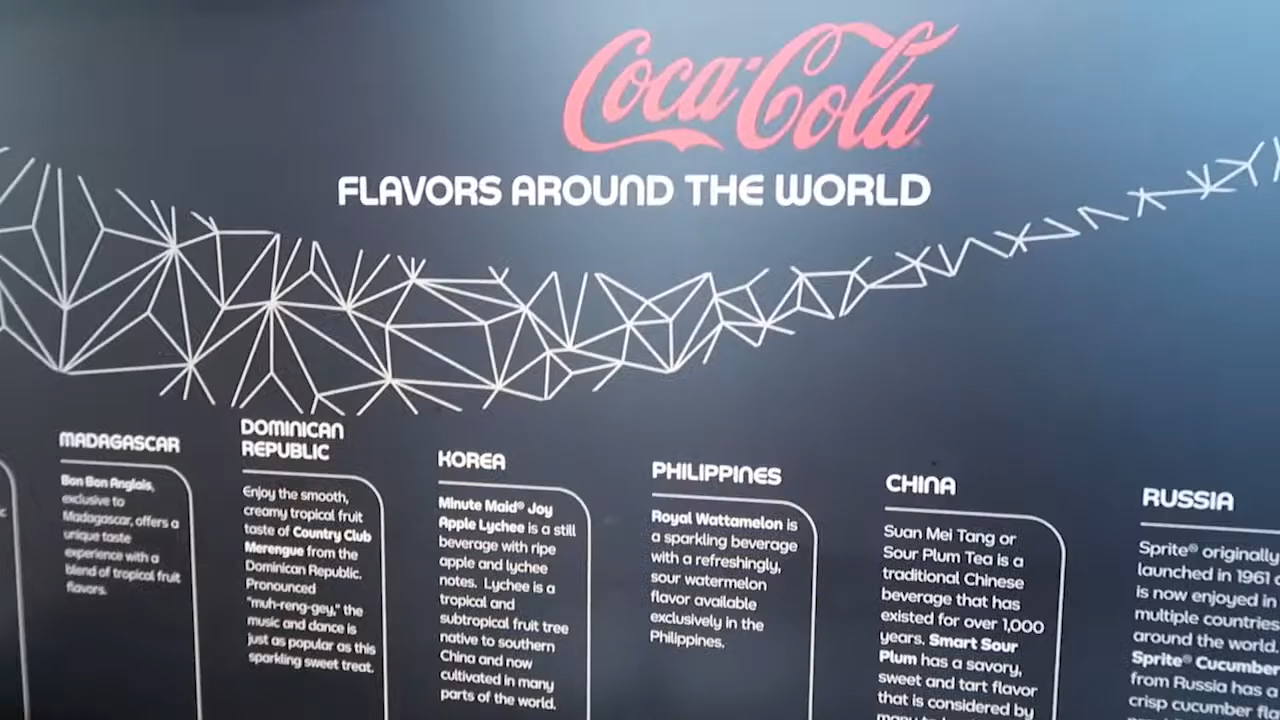 Coca-Cola
FLAVORS AROUND THE WORLD
MADAGASCAR
Bon Bon Anglais,
exclusive to
Madagascar, offers a
unique taste
experience with a
blend of tropical fruit
flavors.
DOMINICAN
REPUBLIC
Enjoy the smooth,
creamy tropical fruit
taste of Country Club
Merengue from the
Dominican Republic.
Pronounced
"muh-reng-gey," the
music and dance is
just as popular as this
sparkling sweet treat.
KOREA
Minute Maid® Joy
Apple Lychee is a still
beverage with ripe
apple and lychee
notes. Lychee is a
tropical and
subtropical fruit tree
native to southern
China and now
cultivated in many
parts of the world.
PHILIPPINES
Royal Wattamelon is
a sparkling beverage
with a refreshingly,
sour watermelon
flavor available
exclusively in the
Philippines.
CHINA
Suan Mei Tang or
Sour Plum Tea is a
traditional Chinese
beverage that has
existed for over 1,000
years. Smart Sour
Plum has a savory,
sweet and tart flavor
that is considered by
RUSSIA
Sprite® originally
launched in 1961
is now enjoyed in
multiple countries
around the world.
Sprite® Cucumber
from Russia has a
crisp cucumber